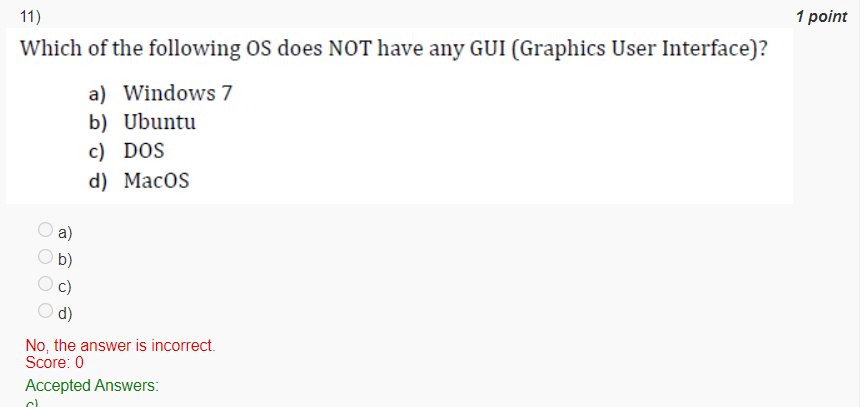 11)
1 point
Which of the following OS does NOT have any GUI (Graphics User Interface)?
a) Windows 7
b) Ubuntu
c) DOS
d) MacOS
a)
b)
c)
d)
No, the answer is incorrect.
Score: 0
Accepted Answers:
c)